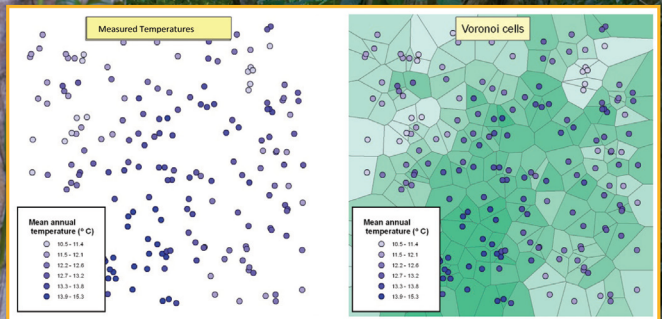 Measured Temperatures
Mean annual
temperature (º C)
10.5 - 11.4
11.5 - 12.1
12.2 - 12.6
12.7 - 13.2
13.3 - 13.8
13.9 - 15.3
Voronoi cells
Mean annual
temperature (º C)
10.5 - 11.4
11.5 - 12.1
12.2 - 12.6
12.7 - 13.2
13.3 - 13.8
13.9 - 15.3